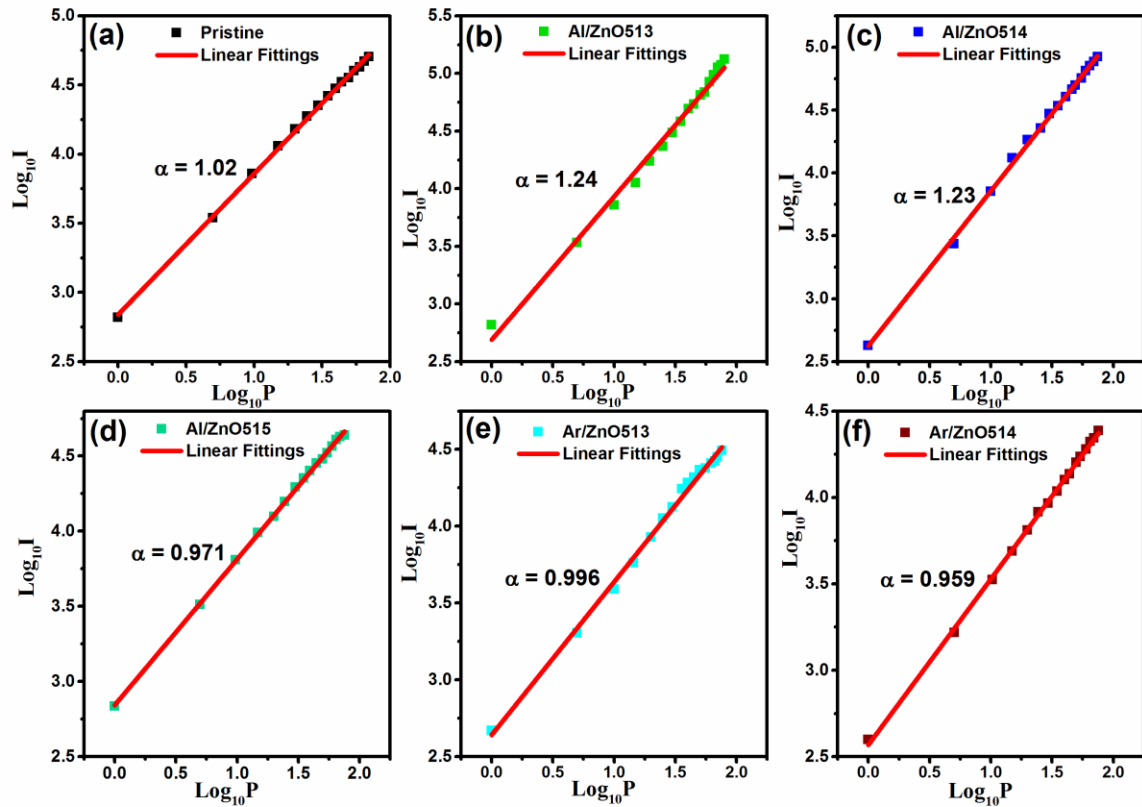 (a)
Pristine
Linear Fittings
α = 1.02
Log10I
5.0
4.5
4.0
3.5
3.0
2.5
0.0 0.5 1.0 1.5 2.0
Log10P
(b)
Al/ZnO513
Linear Fittings
α = 1.24
Log10I
5.5
5.0
4.5
4.0
3.5
3.0
2.5
0.0 0.5 1.0 1.5 2.0
Log10P
(c)
Al/ZnO514
Linear Fittings
α = 1.23
Log10I
5.0
4.5
4.0
3.5
3.0
2.5
0.0 0.5 1.0 1.5 2.0
Log10P
(d)
Al/ZnO515
Linear Fittings
α = 0.971
Log10I
4.5
4.0
3.5
3.0
2.5
0.0 0.5 1.0 1.5 2.0
Log10P
(e)
Ar/ZnO513
Linear Fittings
α = 0.996
Log10I
4.5
4.0
3.5
3.0
2.5
0.0 0.5 1.0 1.5 2.0
Log10P
(f)
Ar/ZnO514
Linear Fittings
α = 0.959
Log10I
4.5
4.0
3.5
3.0
2.5
0.0 0.5 1.0 1.5 2.0
Log10P